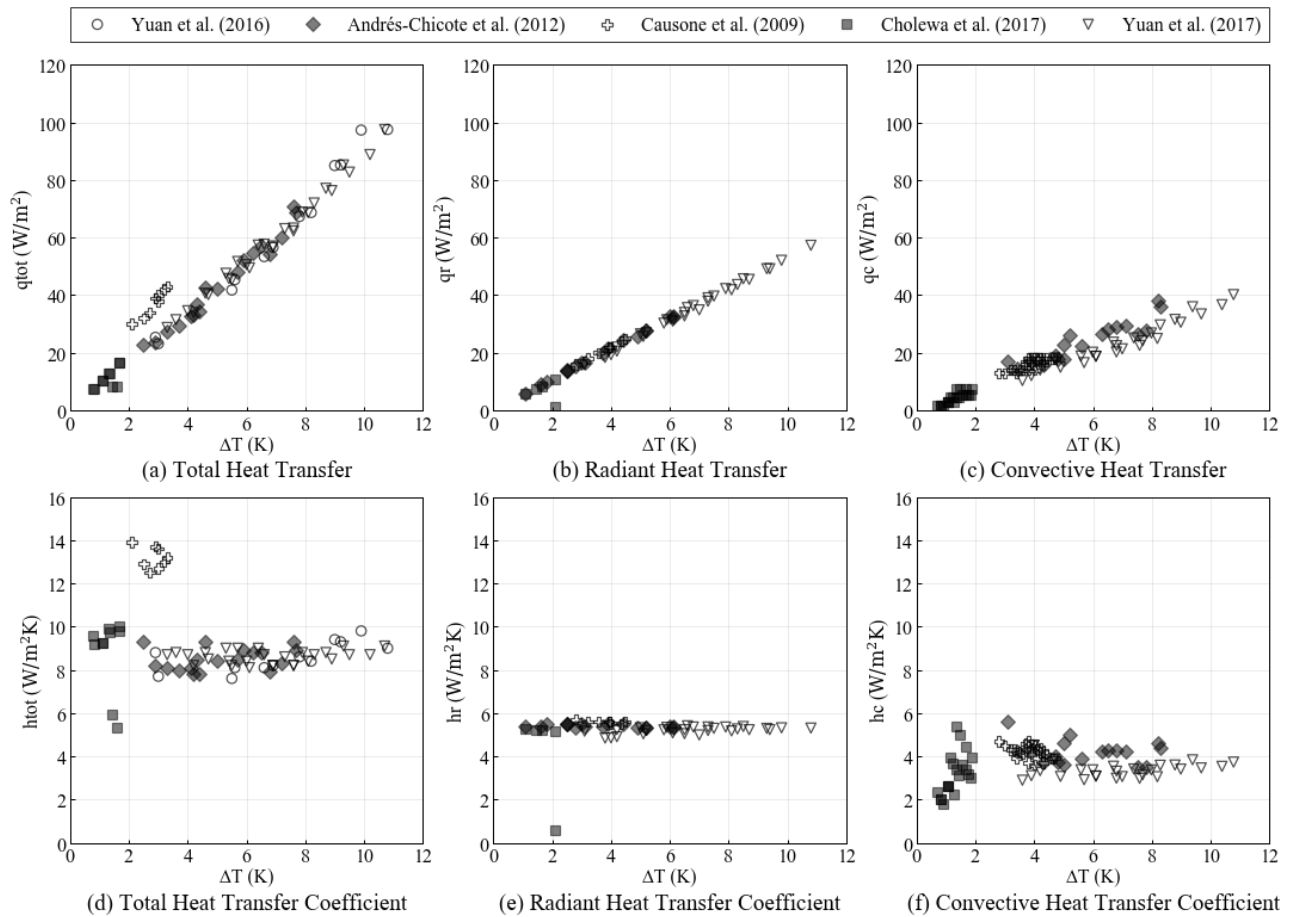 Yuan et al. (2016) Andrés-Chicote et al. (2012) Causone et al. (2009) Cholewa et al. (2017) Yuan et al. (2017)
120 100 80 60 40 20 0
qtot (W/m²)
0 2 4 6 8 10 12
ΔT (K)
(a) Total Heat Transfer
120 100 80 60 40 20 0
qr (W/m²)
0 2 4 6 8 10 12
ΔT (K)
(b) Radiant Heat Transfer
120 100 80 60 40 20 0
qc (W/m²)
0 2 4 6 8 10 12
ΔT (K)
(c) Convective Heat Transfer
16 14 12 10 8 6 4 2 0
htot (W/m²K)
0 2 4 6 8 10 12
ΔT (K)
(d) Total Heat Transfer Coefficient
16 14 12 10 8 6 4 2 0
hr (W/m²K)
0 2 4 6 8 10 12
ΔT (K)
(e) Radiant Heat Transfer Coefficient
16 14 12 10 8 6 4 2 0
hc (W/m²K)
0 2 4 6 8 10 12
ΔT (K)
(f) Convective Heat Transfer Coefficient